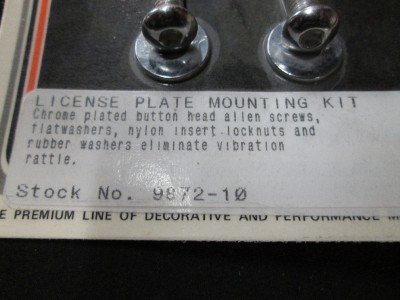 LICENSE PLATE MOUNTING KIT
Chrome plated button head allen screws,
flatwashers, nylon insert locknuts and
rubber washers eliminate vibration
rattle.
Stock No. 9872-10
E PREMIUM LINE OF DECORATIVE AND PERFORMANCE